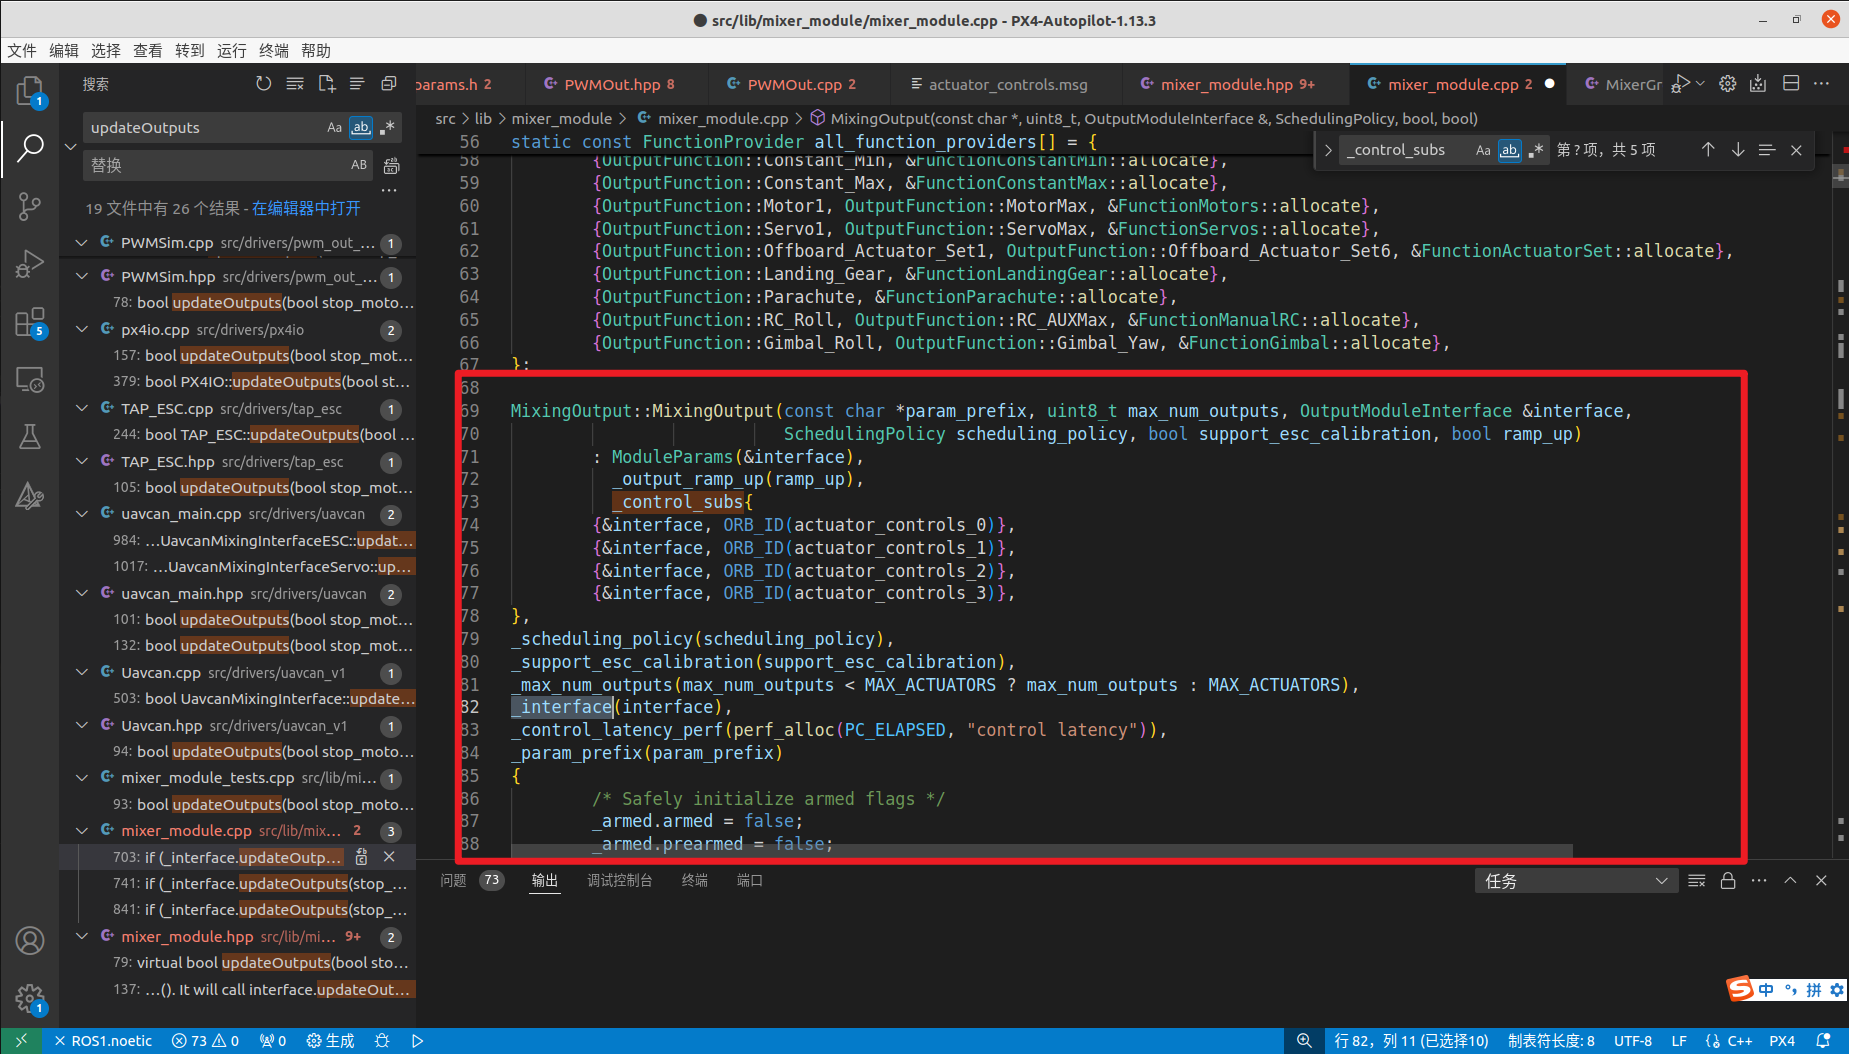 src/lib/mixer_module/mixer_module.cpp - PX4-Autopilot-1.13.3
文件 编辑 选择 查看 转到 运行 终端 帮助
搜索
params.h 2
PWMOut.hpp 8
PWMOut.cpp 2
actuator_controls.msg
mixer_module.hpp 9+
mixer_module.cpp 2
MixerGr
src > lib > mixer_module > mixer_module.cpp > MixingOutput(const char *, uint8_t, OutputModuleInterface &, SchedulingPolicy, bool, bool)
updateOutputs
Aa ab .*
替换
AB
19 文件中有 26 个结果 - 在编辑器中打开
PWMSim.cpp src/drivers/pwm_out_... 1
PWMSim.hpp src/drivers/pwm_out_... 1
78: bool updateOutputs(bool stop_moto...
px4io.cpp src/drivers/px4io 2
157: bool updateOutputs(bool stop_mot...
379: bool PX4IO::updateOutputs(bool st...
TAP_ESC.cpp src/drivers/tap_esc 1
244: bool TAP_ESC::updateOutputs(bool ...
TAP_ESC.hpp src/drivers/tap_esc 1
105: bool updateOutputs(bool stop_mot...
uavcan_main.cpp src/drivers/uavcan 2
984: ...UavcanMixingInterfaceESC::updat...
1017: ...UavcanMixingInterfaceServo::up...
uavcan_main.hpp src/drivers/uavcan 2
101: bool updateOutputs(bool stop_mot...
132: bool updateOutputs(bool stop_mot...
Uavcan.cpp src/drivers/uavcan_v1 1
503: bool UavcanMixingInterface::update...
Uavcan.hpp src/drivers/uavcan_v1 1
94: bool updateOutputs(bool stop_moto...
mixer_module_tests.cpp src/lib/mi... 1
93: bool updateOutputs(bool stop_moto...
mixer_module.cpp src/lib/mix... 2 3
703: if (_interface.updateOutp...
741: if (_interface.updateOutputs(stop_...
841: if (_interface.updateOutputs(stop_...
mixer_module.hpp src/lib/mi... 9+ 2
79: virtual bool updateOutputs(bool sto...
137: ...(). It will call interface.updateOut...
_control_subs Aa ab .* 第 ? 项，共 5 项
56 static const FunctionProvider all_function_providers[] = {
58 {OutputFunction::Constant_Min, &FunctionConstantMin::allocate},
59 {OutputFunction::Constant_Max, &FunctionConstantMax::allocate},
60 {OutputFunction::Motor1, OutputFunction::MotorMax, &FunctionMotors::allocate},
61 {OutputFunction::Servo1, OutputFunction::ServoMax, &FunctionServos::allocate},
62 {OutputFunction::Offboard_Actuator_Set1, OutputFunction::Offboard_Actuator_Set6, &FunctionActuatorSet::allocate},
63 {OutputFunction::Landing_Gear, &FunctionLandingGear::allocate},
64 {OutputFunction::Parachute, &FunctionParachute::allocate},
65 {OutputFunction::RC_Roll, OutputFunction::RC_AUXMax, &FunctionManualRC::allocate},
66 {OutputFunction::Gimbal_Roll, OutputFunction::Gimbal_Yaw, &FunctionGimbal::allocate},
67 };
68
69 MixingOutput::MixingOutput(const char *param_prefix, uint8_t max_num_outputs, OutputModuleInterface &interface,
70 SchedulingPolicy scheduling_policy, bool support_esc_calibration, bool ramp_up)
71 : ModuleParams(&interface),
72 _output_ramp_up(ramp_up),
73 _control_subs{
74 {&interface, ORB_ID(actuator_controls_0)},
75 {&interface, ORB_ID(actuator_controls_1)},
76 {&interface, ORB_ID(actuator_controls_2)},
77 {&interface, ORB_ID(actuator_controls_3)},
78 },
79 _scheduling_policy(scheduling_policy),
80 _support_esc_calibration(support_esc_calibration),
81 _max_num_outputs(max_num_outputs < MAX_ACTUATORS ? max_num_outputs : MAX_ACTUATORS),
82 _interface(interface),
83 _control_latency_perf(perf_alloc(PC_ELAPSED, "control latency")),
84 _param_prefix(param_prefix)
85 {
86 /* Safely initialize armed flags */
87 _armed.armed = false;
88 _armed.prearmed = false;
问题 73 输出 调试控制台 终端 端口
任务
1
5
1
中 °, 拼
ROS1.noetic 73 0 0 生成
行 82，列 11 (已选择10) 制表符长度: 8 UTF-8 LF {} C++ PX4